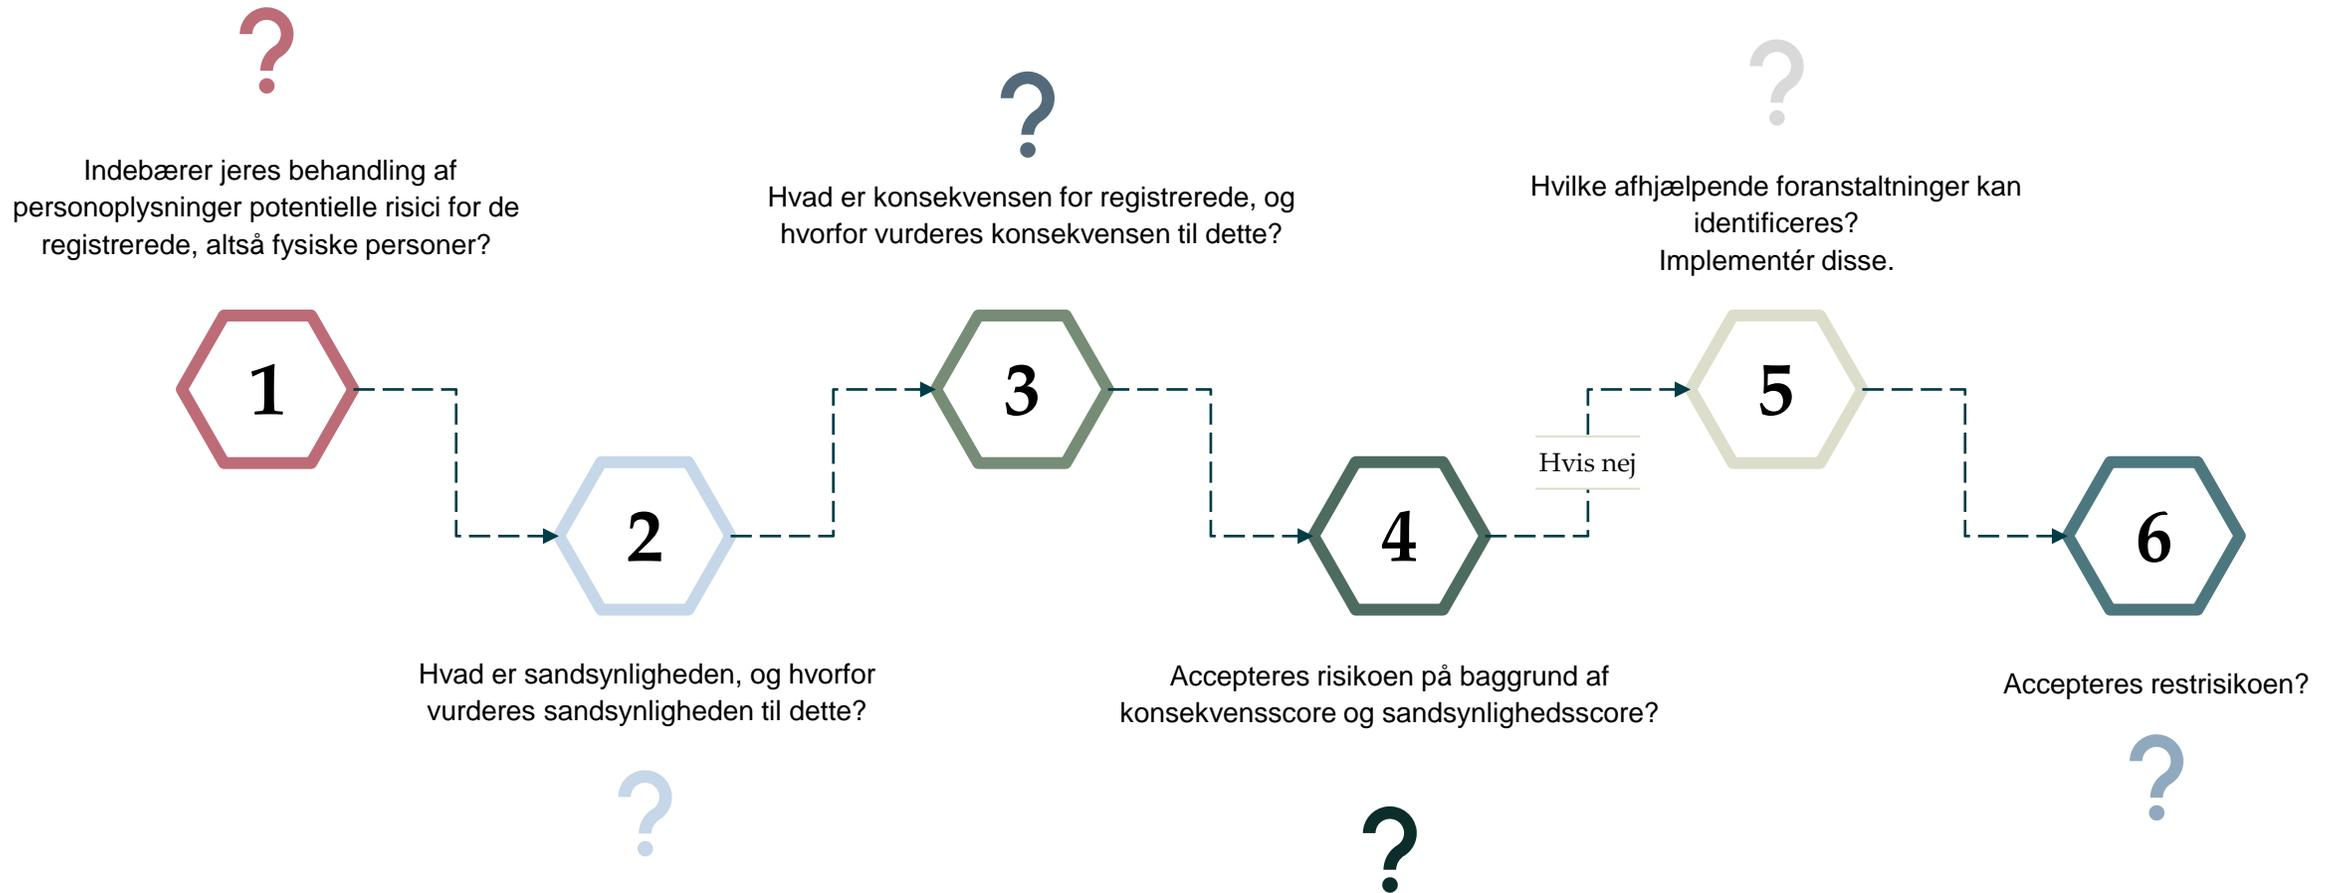 Indebærer jeres behandling af
personoplysninger potentielle risici for de
registrerede, altså fysiske personer?
1
Hvad er sandsynligheden, og hvorfor
vurderes sandsynligheden til dette?
2
Hvad er konsekvensen for registrerede, og
hvorfor vurderes konsekvensen til dette?
3
Accepteres risikoen på baggrund af
konsekvensscore og sandsynlighedsscore?
4
Hvis nej
Hvilke afhjælpende foranstaltninger kan
identificeres?
Implementér disse.
5
6
Accepteres restrisikoen?